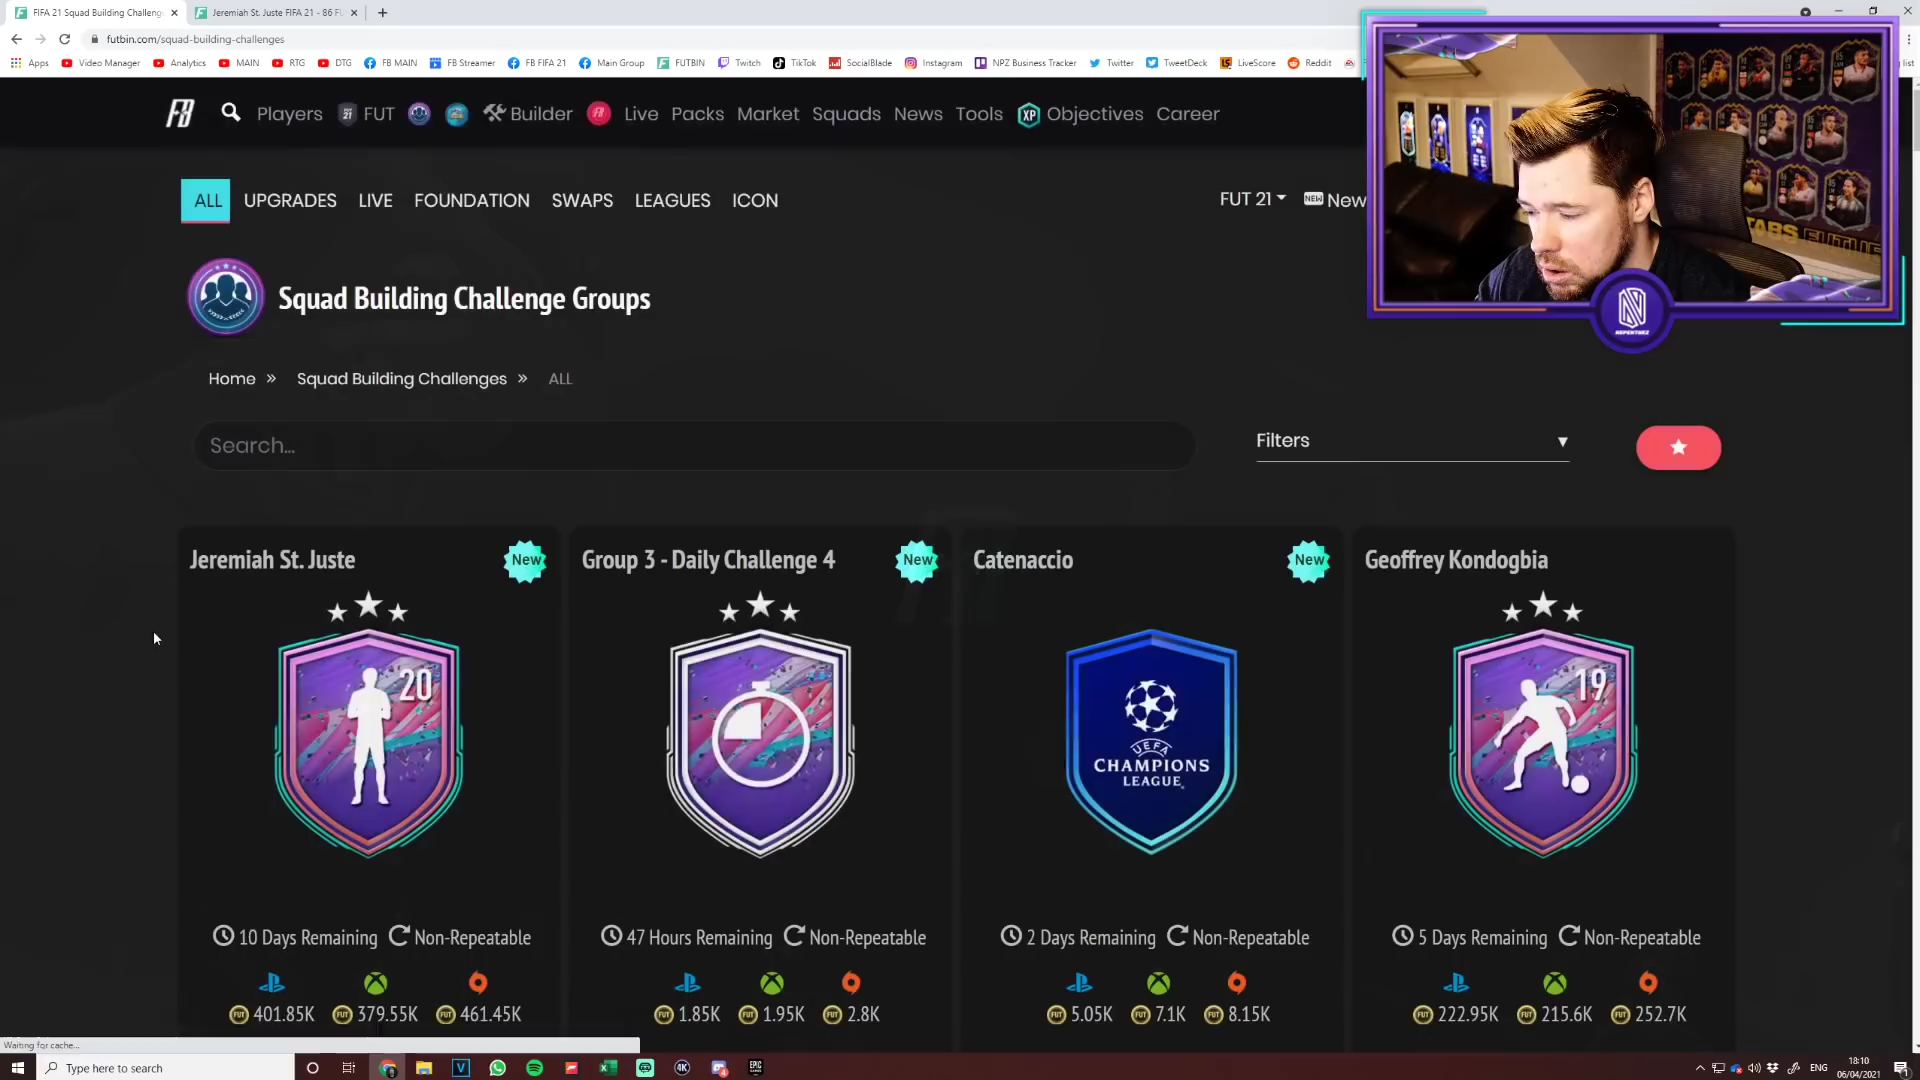 FIFA 21 Squad Building Challeng
Jeremiah St. Juste FIFA 21 - 86 FU
futbin.com/squad-building-challenges
Apps
Video Manager
Analytics
MAIN
RTG
DTG
FB MAIN
FB Streamer
FB FIFA 21
Main Group
FUTBIN
Twitch
TikTok
SocialBlade
Instagram
NPZ Business Tracker
Twitter
TweetDeck
LiveScore
Reddit
g list
Players
21 FUT
Builder
Live
Packs
Market
Squads
News
Tools
XP Objectives
Career
ALL
UPGRADES
LIVE
FOUNDATION
SWAPS
LEAGUES
ICON
FUT 21
NEW New
Squad Building Challenge Groups
Home » Squad Building Challenges » ALL
Search...
Filters
Jeremiah St. Juste
New
20
10 Days Remaining
Non-Repeatable
401.85K
379.55K
461.45K
Group 3 - Daily Challenge 4
New
47 Hours Remaining
Non-Repeatable
1.85K
1.95K
2.8K
Catenaccio
New
UEFA
CHAMPIONS
LEAGUE
2 Days Remaining
Non-Repeatable
5.05K
7.1K
8.15K
Geoffrey Kondogbia
19
5 Days Remaining
Non-Repeatable
222.95K
215.6K
252.7K
Waiting for cache...
Type here to search
4K
ENG
18:10
06/04/2021